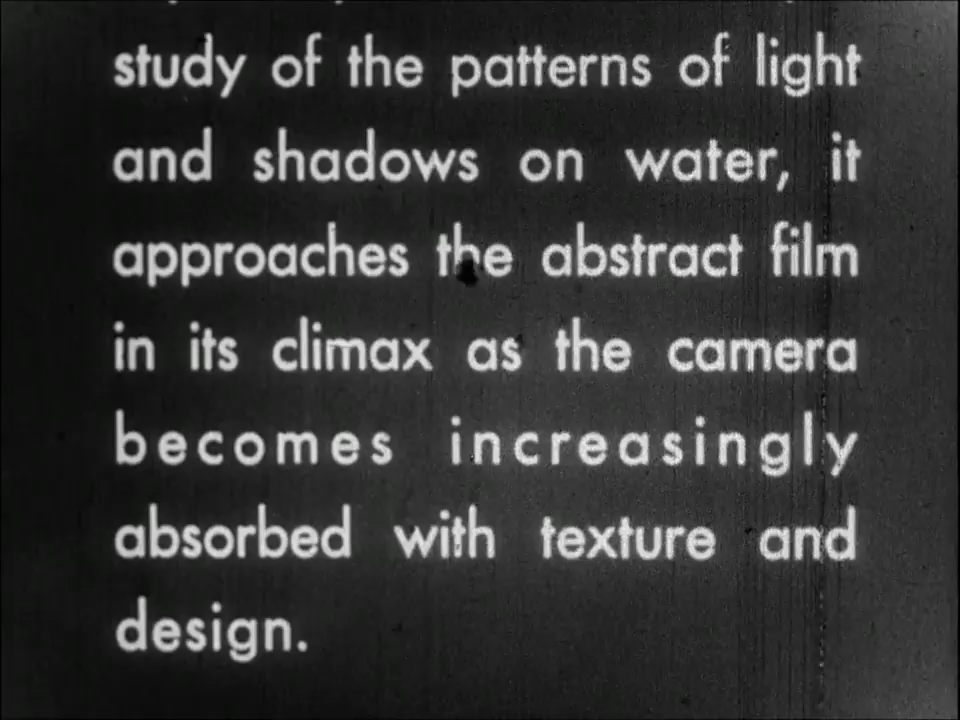 study of the patterns of light
and shadows on water, it
approaches the abstract film
in its climax as the camera
becomes increasingly
absorbed with texture and
design.